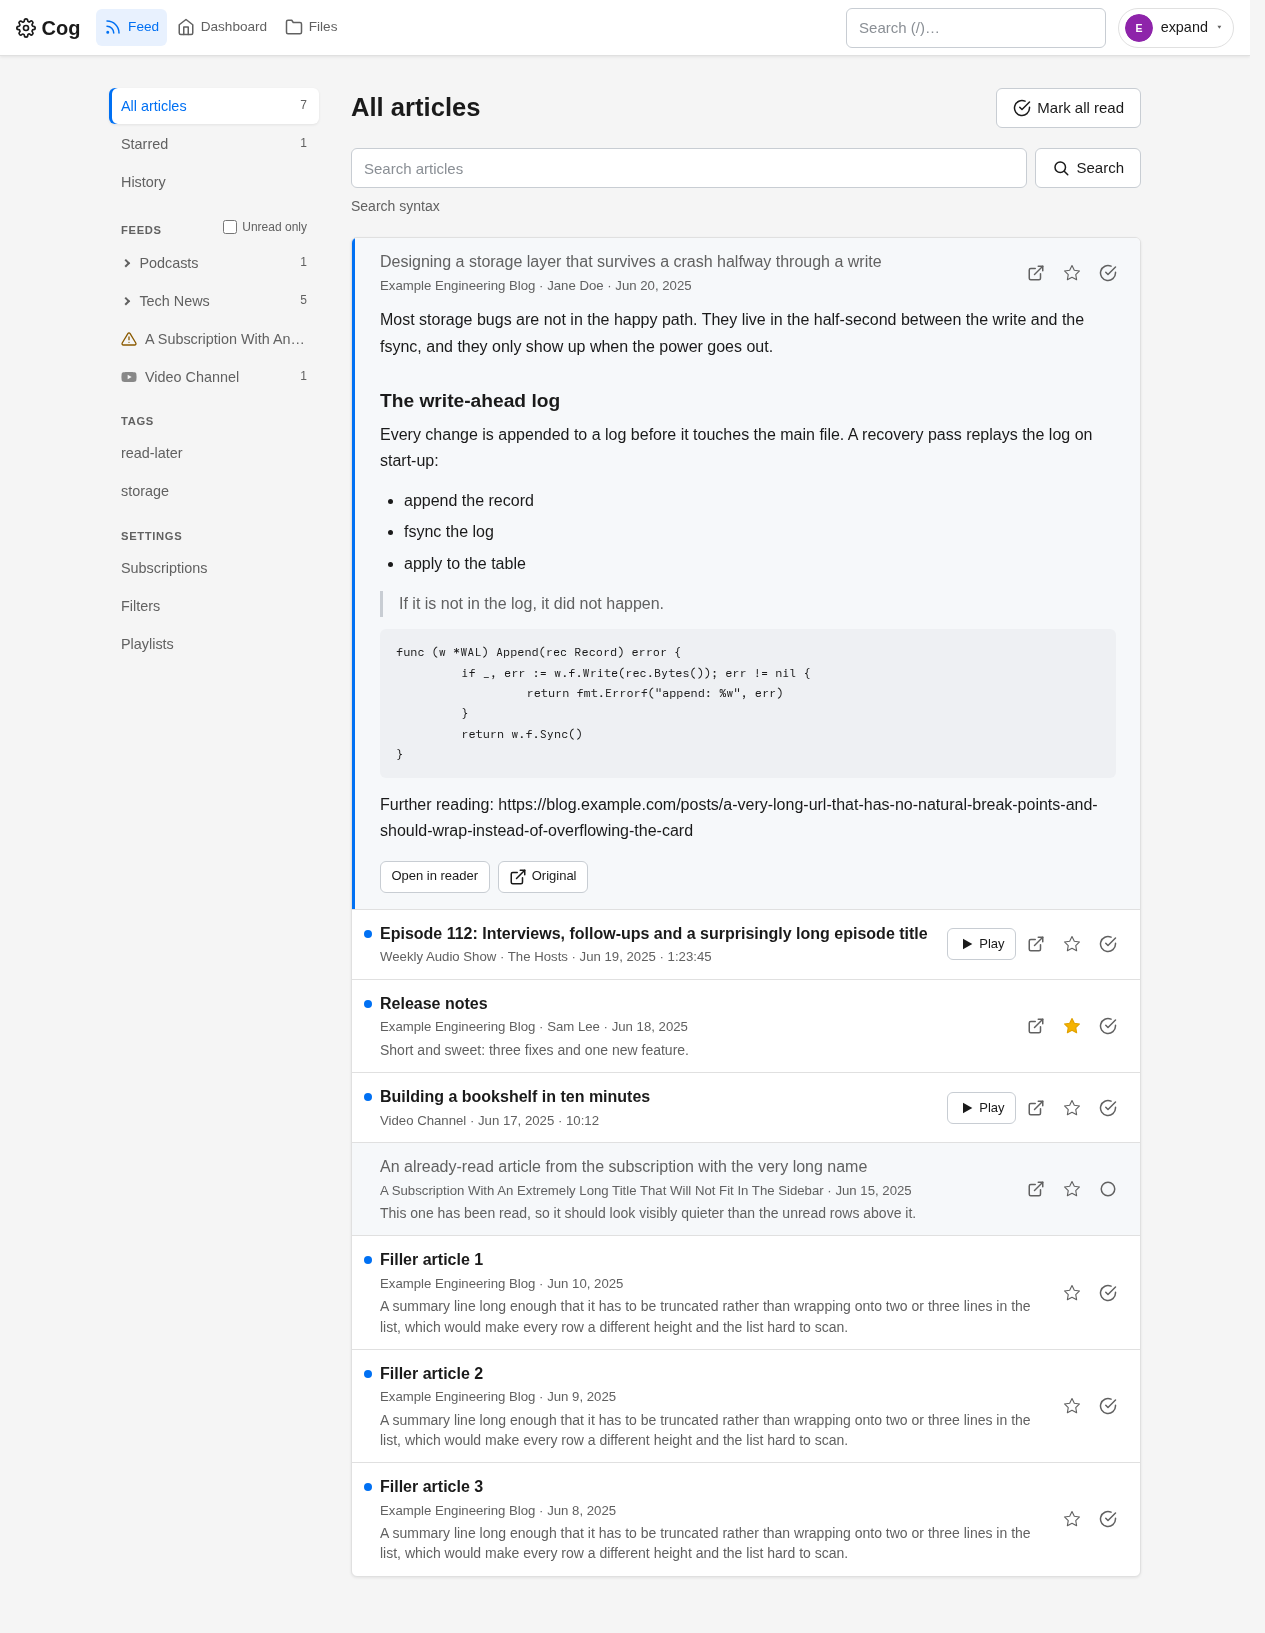 Cog
Feed
Dashboard
Files
Search (/)…
E
expand
All articles 7
Starred 1
History
FEEDS
Unread only
Podcasts 1
Tech News 5
A Subscription With An…
Video Channel 1
TAGS
read-later
storage
SETTINGS
Subscriptions
Filters
Playlists
All articles
Mark all read
Search articles
Search
Search syntax
Designing a storage layer that survives a crash halfway through a write
Example Engineering Blog · Jane Doe · Jun 20, 2025
Most storage bugs are not in the happy path. They live in the half-second between the write and the
fsync, and they only show up when the power goes out.
The write-ahead log
Every change is appended to a log before it touches the main file. A recovery pass replays the log on
start-up:
• append the record
• fsync the log
• apply to the table
If it is not in the log, it did not happen.
func (w *WAL) Append(rec Record) error {
if _, err := w.f.Write(rec.Bytes()); err != nil {
return fmt.Errorf("append: %w", err)
}
return w.f.Sync()
}
Further reading: https://blog.example.com/posts/a-very-long-url-that-has-no-natural-break-points-and-
should-wrap-instead-of-overflowing-the-card
Open in reader
Original
Episode 112: Interviews, follow-ups and a surprisingly long episode title
Weekly Audio Show · The Hosts · Jun 19, 2025 · 1:23:45
Play
Release notes
Example Engineering Blog · Sam Lee · Jun 18, 2025
Short and sweet: three fixes and one new feature.
Building a bookshelf in ten minutes
Video Channel · Jun 17, 2025 · 10:12
Play
An already-read article from the subscription with the very long name
A Subscription With An Extremely Long Title That Will Not Fit In The Sidebar · Jun 15, 2025
This one has been read, so it should look visibly quieter than the unread rows above it.
Filler article 1
Example Engineering Blog · Jun 10, 2025
A summary line long enough that it has to be truncated rather than wrapping onto two or three lines in the
list, which would make every row a different height and the list hard to scan.
Filler article 2
Example Engineering Blog · Jun 9, 2025
A summary line long enough that it has to be truncated rather than wrapping onto two or three lines in the
list, which would make every row a different height and the list hard to scan.
Filler article 3
Example Engineering Blog · Jun 8, 2025
A summary line long enough that it has to be truncated rather than wrapping onto two or three lines in the
list, which would make every row a different height and the list hard to scan.